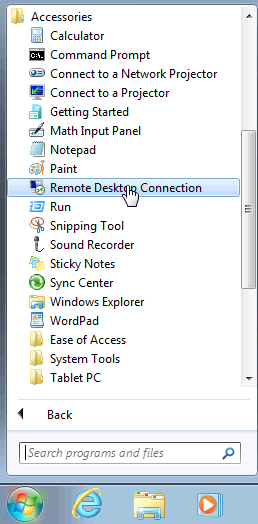 Accessories
Calculator
Command Prompt
Connect to a Network Projector
Connect to a Projector
Getting Started
Math Input Panel
Notepad
Paint
Remote Desktop Connection
Run
Snipping Tool
Sound Recorder
Sticky Notes
Sync Center
Windows Explorer
WordPad
Ease of Access
System Tools
Tablet PC
Back
Search programs and files